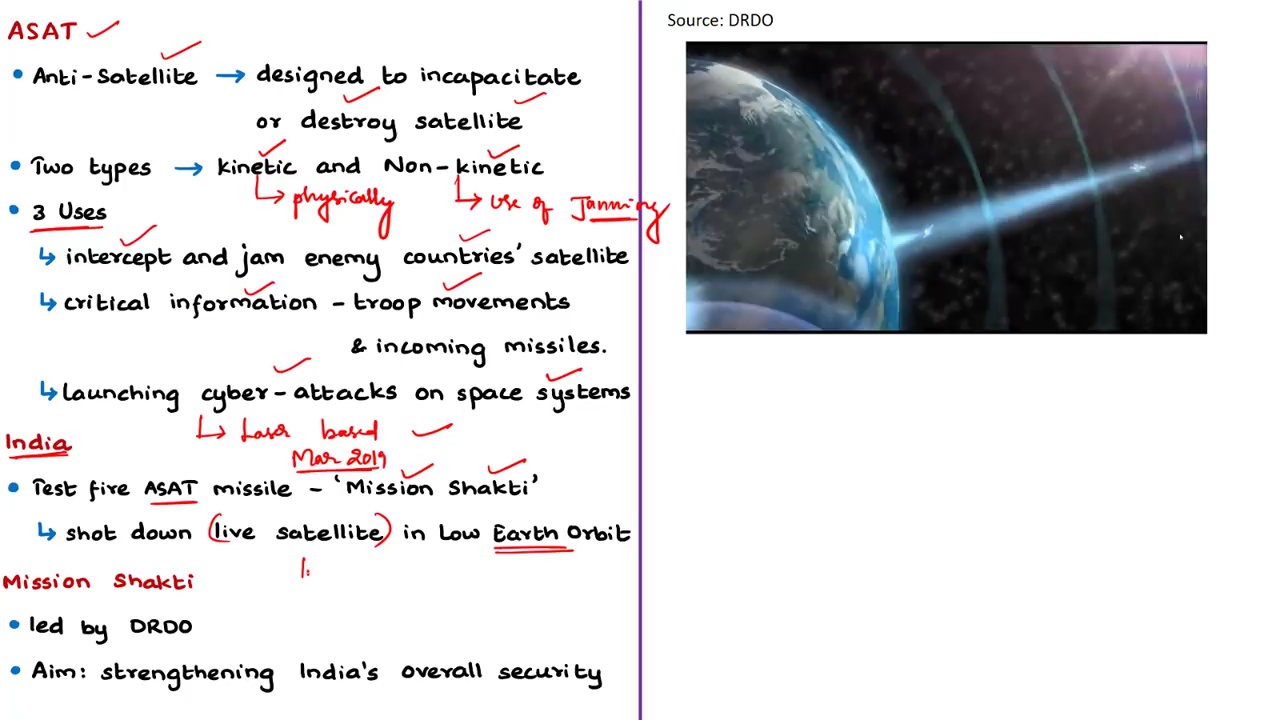 ASAT
• Anti-Satellite → designed to incapacitate
or destroy satellite
• Two types → kinetic and Non-kinetic
↳ physically ↳ use of Jamming
• 3 Uses
↳ intercept and jam enemy countries' satellite
↳ critical information - troop movements
& incoming missiles.
↳ Launching cyber-attacks on space systems
↳ Laser based
India
Mar 2019
• Test fire ASAT missile - 'Mission Shakti'
↳ shot down (live satellite) in Low Earth Orbit
Mission Shakti
• led by DRDO
• Aim: strengthening India's overall security
Source: DRDO